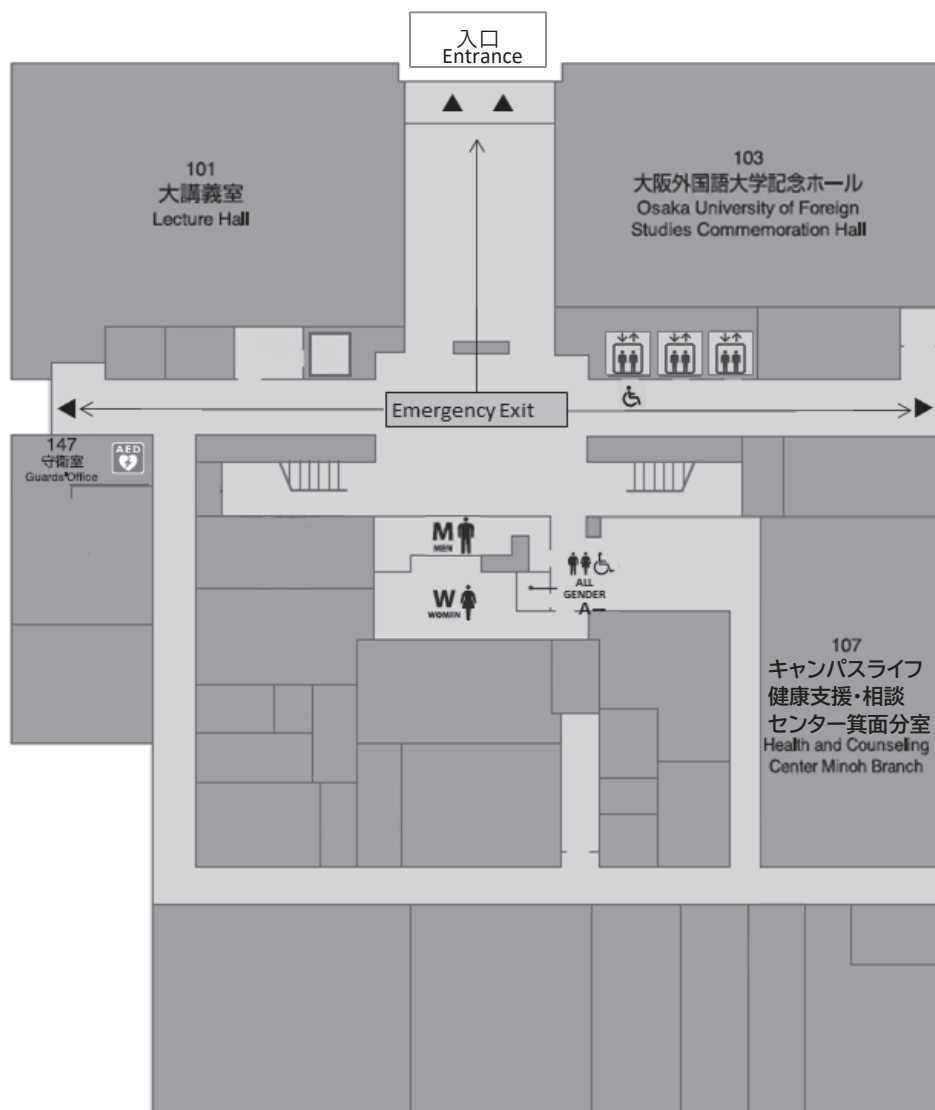 入口
Entrance
101
大講義室
Lecture Hall
103
大阪外国語大学記念ホール
Osaka University of Foreign
Studies Commemoration Hall
Emergency Exit
147
守衛室
Guards'Office
AED
M
MEN
W
WOMEN
ALL
GENDER
A
107
キャンパスライフ
健康支援・相談
センター箕面分室
Health and Counseling
Center Minoh Branch